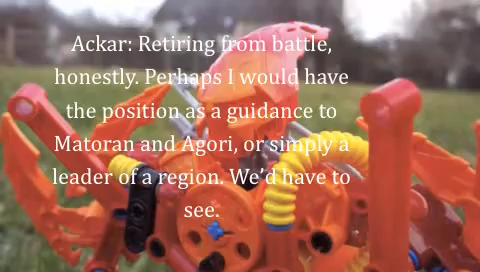 Ackar: Retiring from battle,
honestly. Perhaps I would have
the position as a guidance to
Matoran and Agori, or simply a
leader of a region. We'd have to
see.